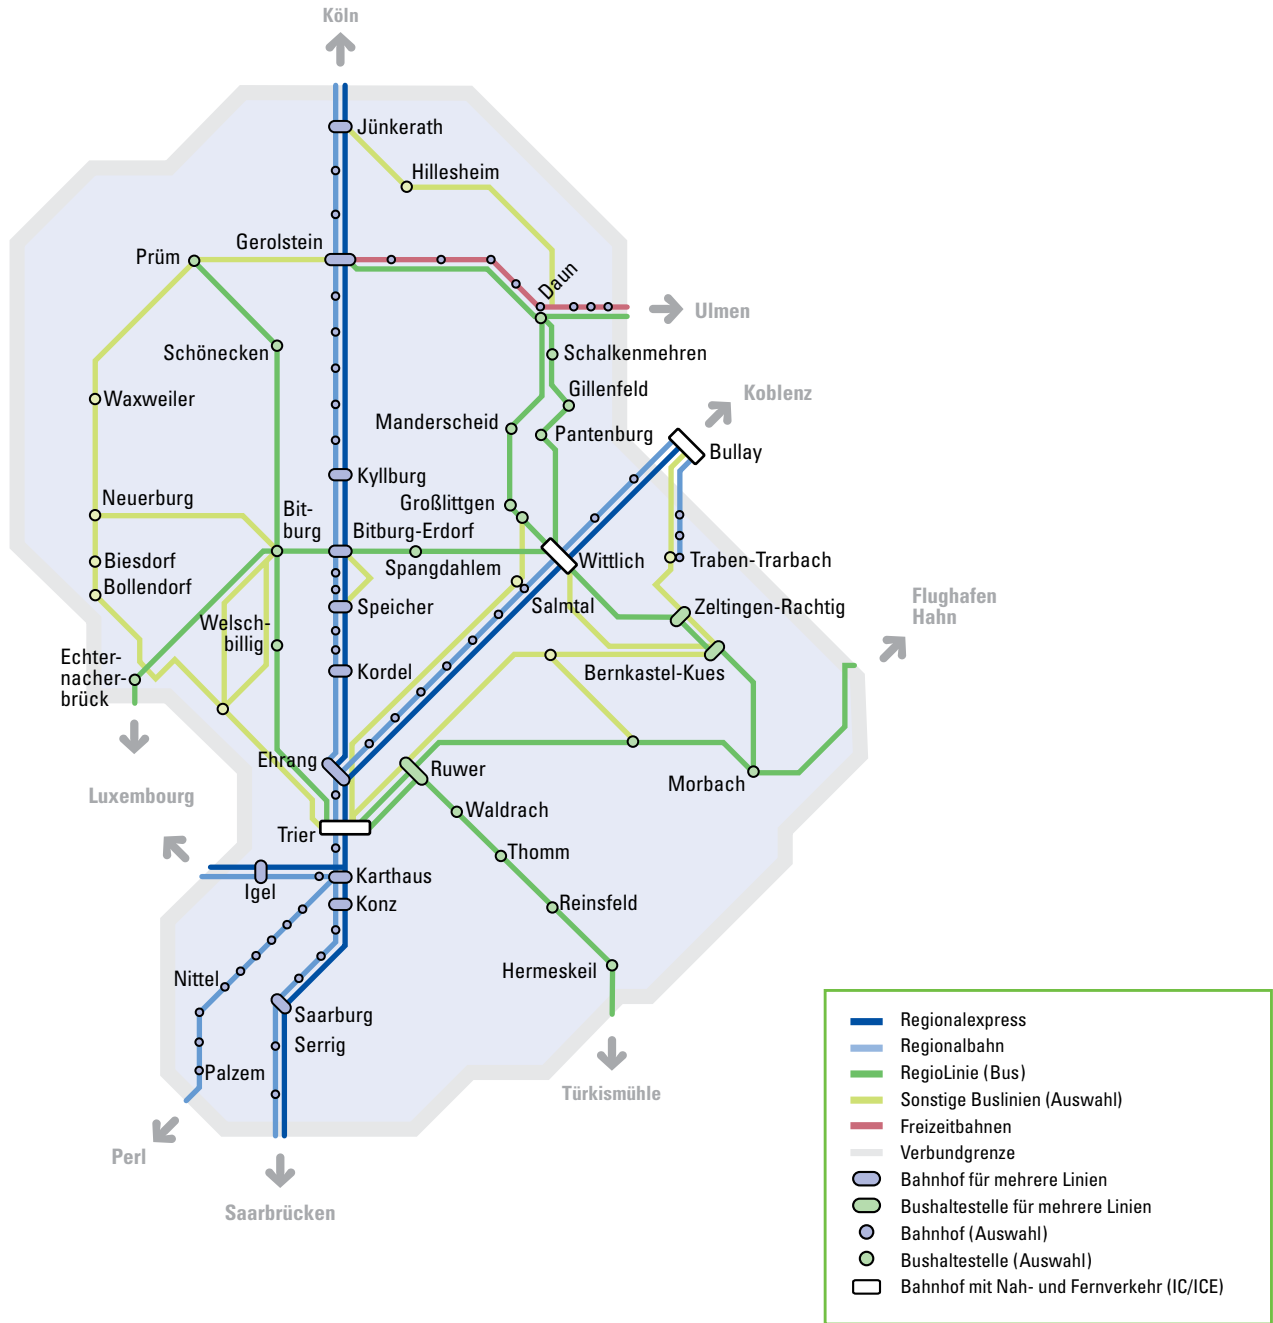 Köln
Jünkerath
Hillesheim
Gerolstein
Prüm
Daun
Ulmen
Schönecken
Schalkenmehren
Gillenfeld
Koblenz
Waxweiler
Manderscheid
Pantenburg
Bullay
Kyllburg
Neuerburg
Großlittgen
Bit-
burg
Bitburg-Erdorf
Spangdahlem
Wittlich
Traben-Trarbach
Biesdorf
Bollendorf
Speicher
Salmtal
Zeltingen-Rachtig
Flughafen
Hahn
Welsch-
billig
Echter-
nacher-
brück
Kordel
Bernkastel-Kues
Ehrang
Ruwer
Morbach
Luxembourg
Waldrach
Trier
Thomm
Igel
Karthaus
Konz
Reinsfeld
Nittel
Hermeskeil
Saarburg
Serrig
Palzem
Türkismühle
Perl
Saarbrücken
Regionalexpress
Regionalbahn
RegioLinie (Bus)
Sonstige Buslinien (Auswahl)
Freizeitbahnen
Verbundgrenze
Bahnhof für mehrere Linien
Bushaltestelle für mehrere Linien
Bahnhof (Auswahl)
Bushaltestelle (Auswahl)
Bahnhof mit Nah- und Fernverkehr (IC/ICE)